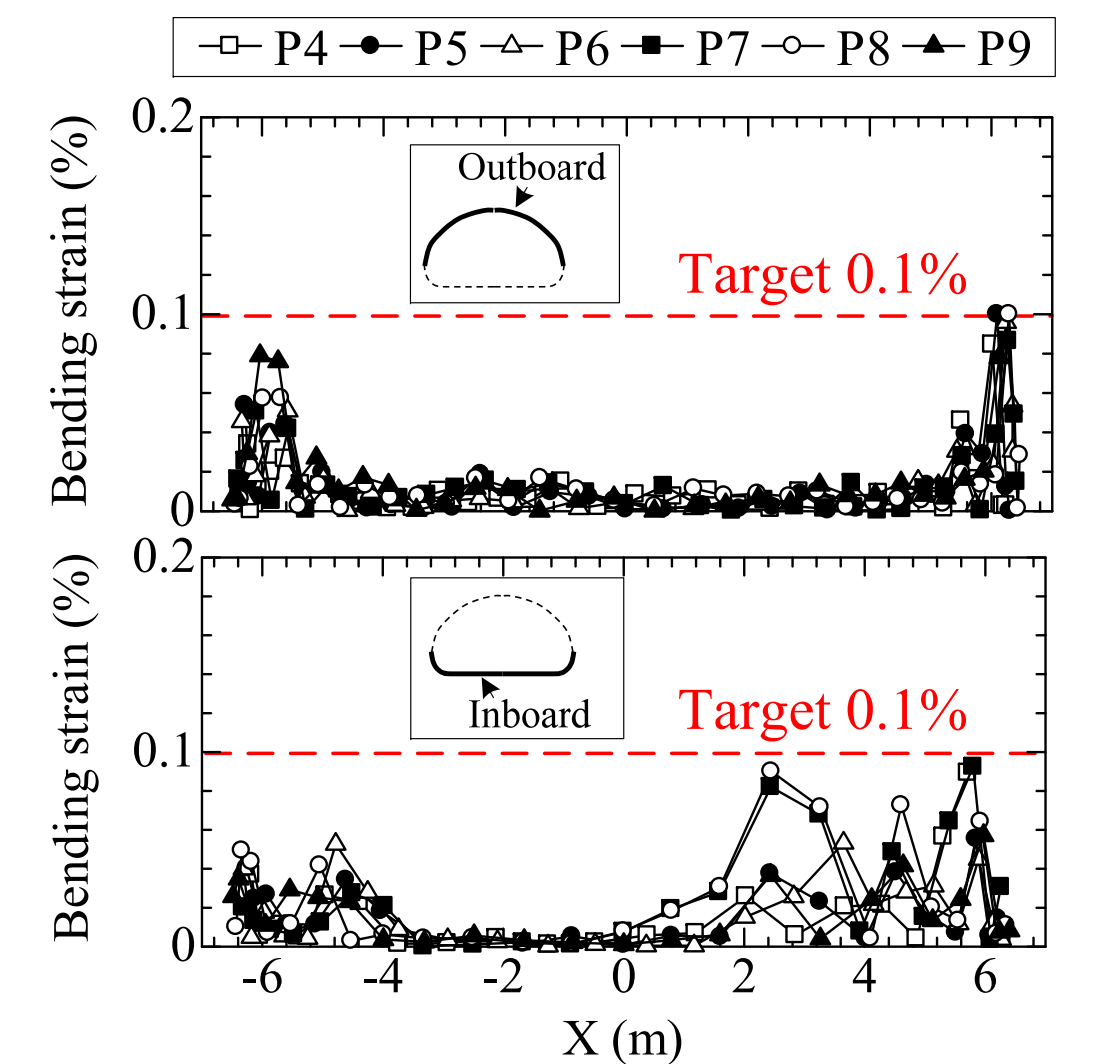 P4 P5 P6 P7 P8 P9
0.2
Outboard
Target 0.1%
0.1
0
Bending strain (%)
0.2
Inboard
Target 0.1%
0.1
0
Bending strain (%)
-6 -4 -2 0 2 4 6
X (m)